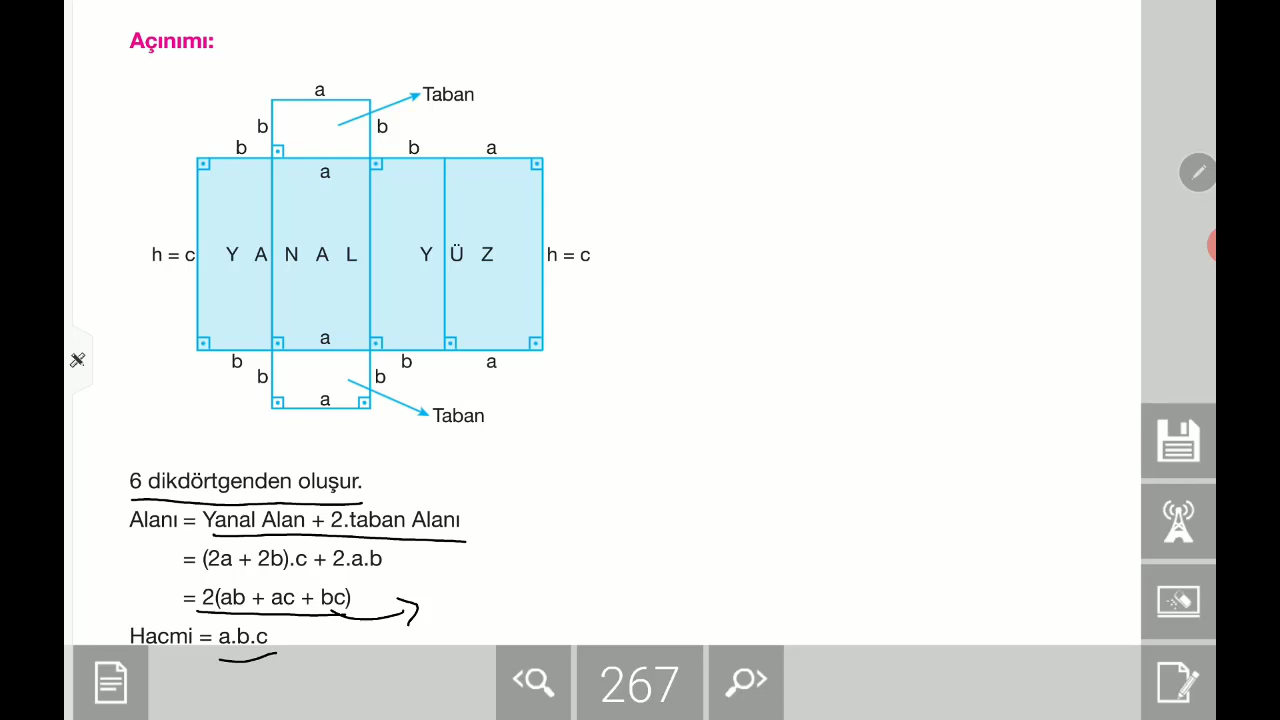 Açınımı:
a
Taban
b
b
b
b
a
a
h = c
Y A N A L
Y Ü Z
h = c
a
b
b
a
b
b
a
Taban
6 dikdörtgenden oluşur.
Alanı = Yanal Alan + 2.taban Alanı
= (2a + 2b).c + 2.a.b
= 2(ab + ac + bc)
Hacmi = a.b.c
267